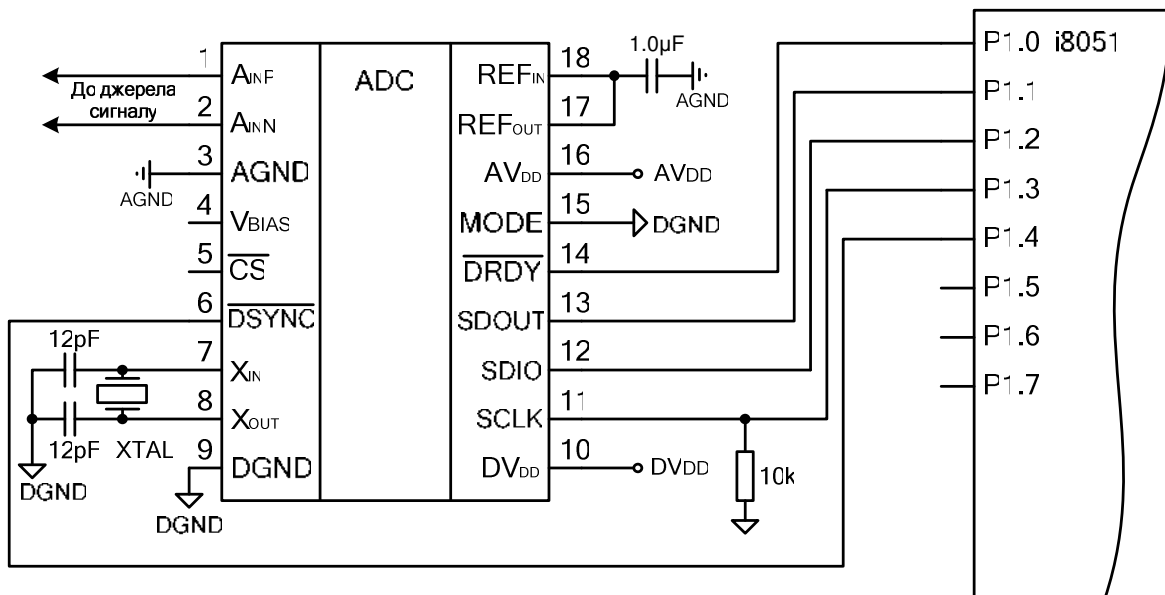 1 AINF
До джерела
сигналу
2 AINN
3 AGND
AGND
4 VBIAS
5 CS
6 DSYNC
12pF
7 XIN
8 XOUT
12pF XTAL
9 DGND
DGND
DGND
ADC
REFIN 18
1.0µF
AGND
REFOUT 17
AVDD 16 AVDD
MODE 15 DGND
DRDY 14
SDOUT 13
SDIO 12
SCLK 11
DVDD 10 DVDD
10k
P1.0 i8051
P1.1
P1.2
P1.3
P1.4
P1.5
P1.6
P1.7